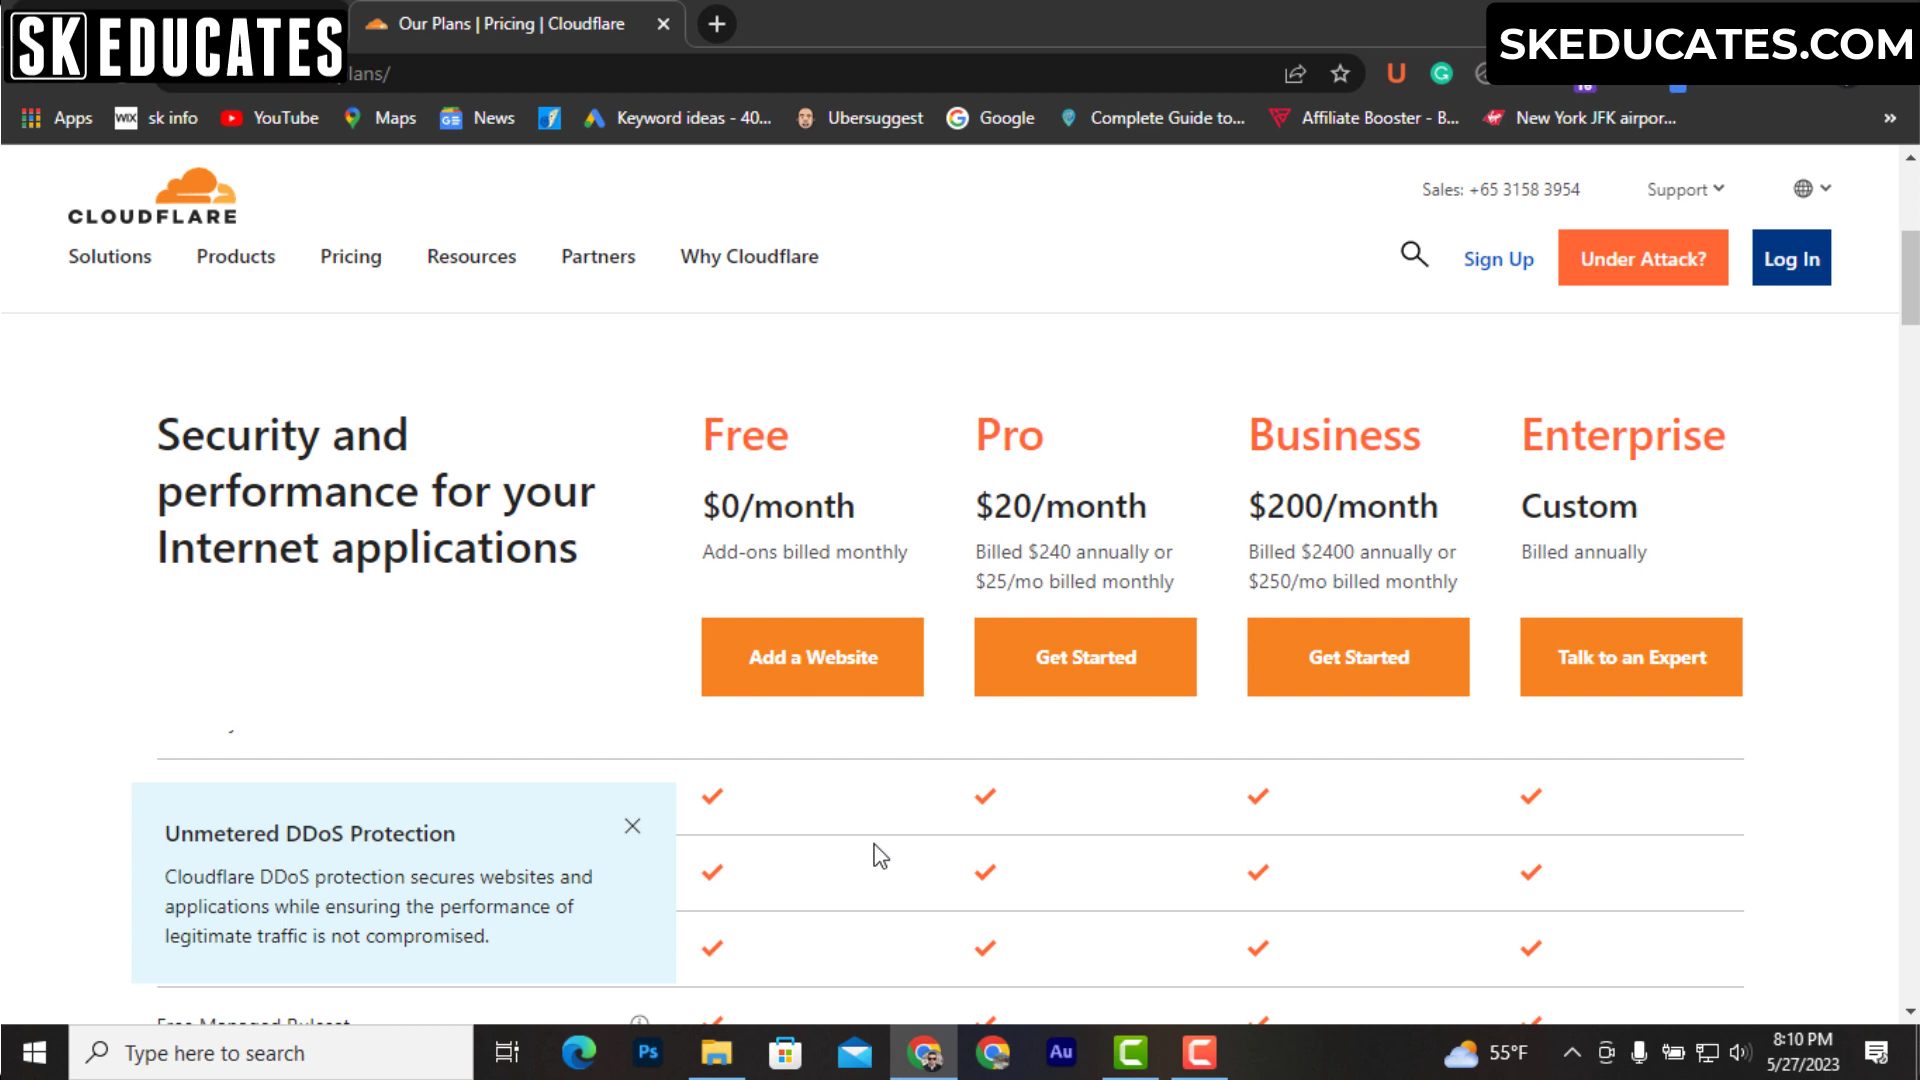 SK EDUCATES
Our Plans | Pricing | Cloudflare
SKEDUCATES.COM
lans/
Apps
WIX
sk info
YouTube
Maps
GE
News
Keyword ideas - 40...
Ubersuggest
Google
Complete Guide to...
Affiliate Booster - B...
New York JFK airpor...
»
CLOUDFLARE
Sales: +65 3158 3954
Support
Solutions
Products
Pricing
Resources
Partners
Why Cloudflare
Sign Up
Under Attack?
Log In
Security and
performance for your
Internet applications
Free
Pro
Business
Enterprise
$0/month
$20/month
$200/month
Custom
Add-ons billed monthly
Billed $240 annually or
$25/mo billed monthly
Billed $2400 annually or
$250/mo billed monthly
Billed annually
Add a Website
Get Started
Get Started
Talk to an Expert
Unmetered DDoS Protection
Cloudflare DDoS protection secures websites and
applications while ensuring the performance of
legitimate traffic is not compromised.
Free Managed Ruleset
Type here to search
Ps
Au
55°F
8:10 PM
5/27/2023